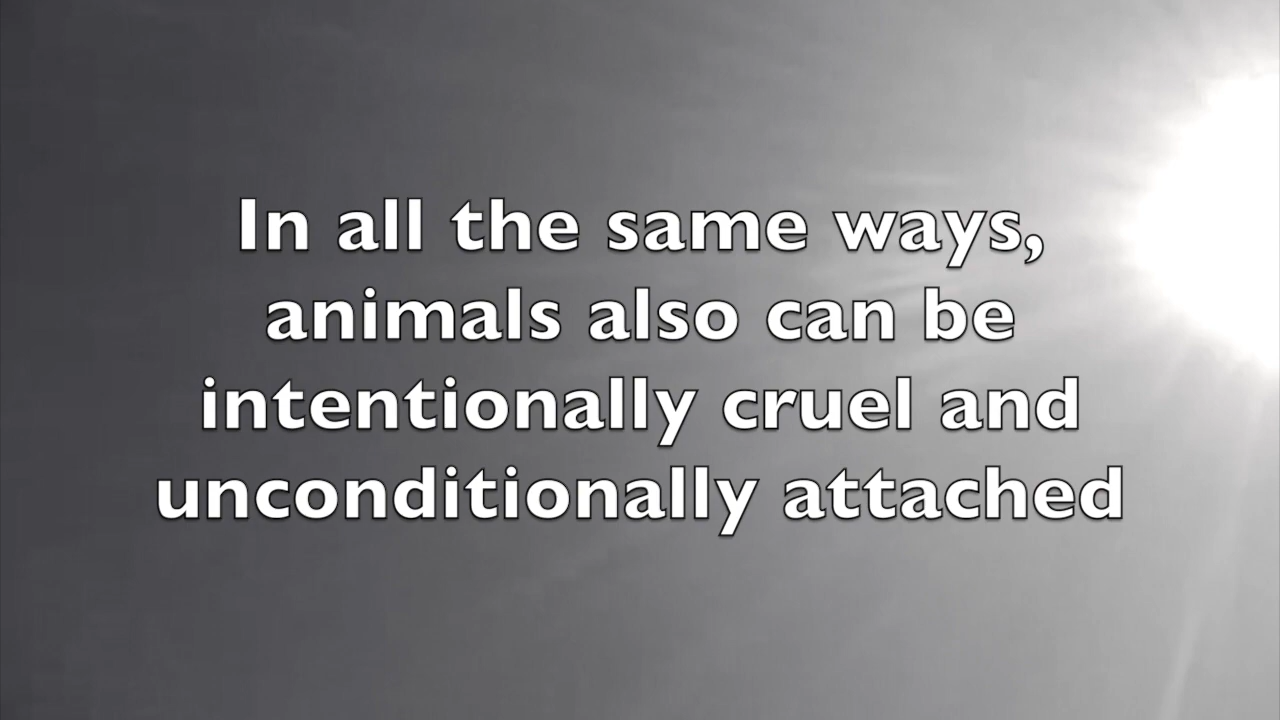 In all the same ways,
animals also can be
intentionally cruel and
unconditionally attached